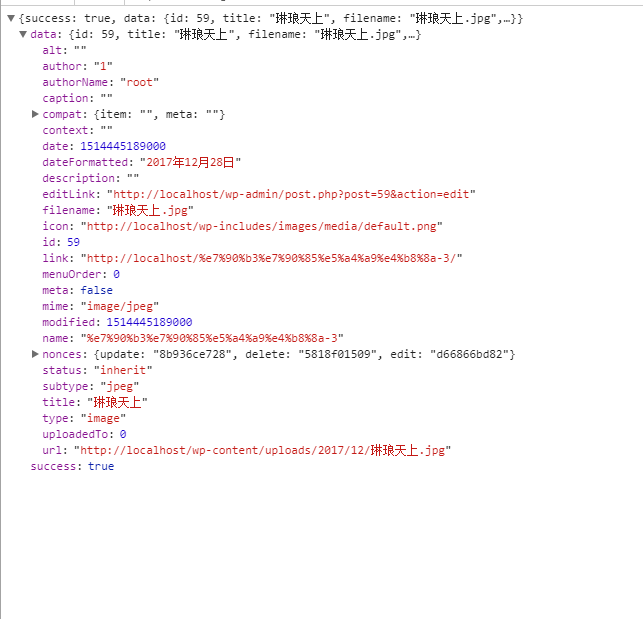 {success: true, data: {id: 59, title: "琳琅天上", filename: "琳琅天上.jpg",…}}
data: {id: 59, title: "琳琅天上", filename: "琳琅天上.jpg",…}
alt: ""
author: "1"
authorName: "root"
caption: ""
compat: {item: "", meta: ""}
context: ""
date: 1514445189000
dateFormatted: "2017年12月28日"
description: ""
editLink: "http://localhost/wp-admin/post.php?post=59&action=edit"
filename: "琳琅天上.jpg"
icon: "http://localhost/wp-includes/images/media/default.png"
id: 59
link: "http://localhost/%e7%90%b3%e7%90%85%e5%a4%a9%e4%b8%8a-3/"
menuOrder: 0
meta: false
mime: "image/jpeg"
modified: 1514445189000
name: "%e7%90%b3%e7%90%85%e5%a4%a9%e4%b8%8a-3"
nonces: {update: "8b936ce728", delete: "5818f01509", edit: "d66866bd82"}
status: "inherit"
subtype: "jpeg"
title: "琳琅天上"
type: "image"
uploadedTo: 0
url: "http://localhost/wp-content/uploads/2017/12/琳琅天上.jpg"
success: true